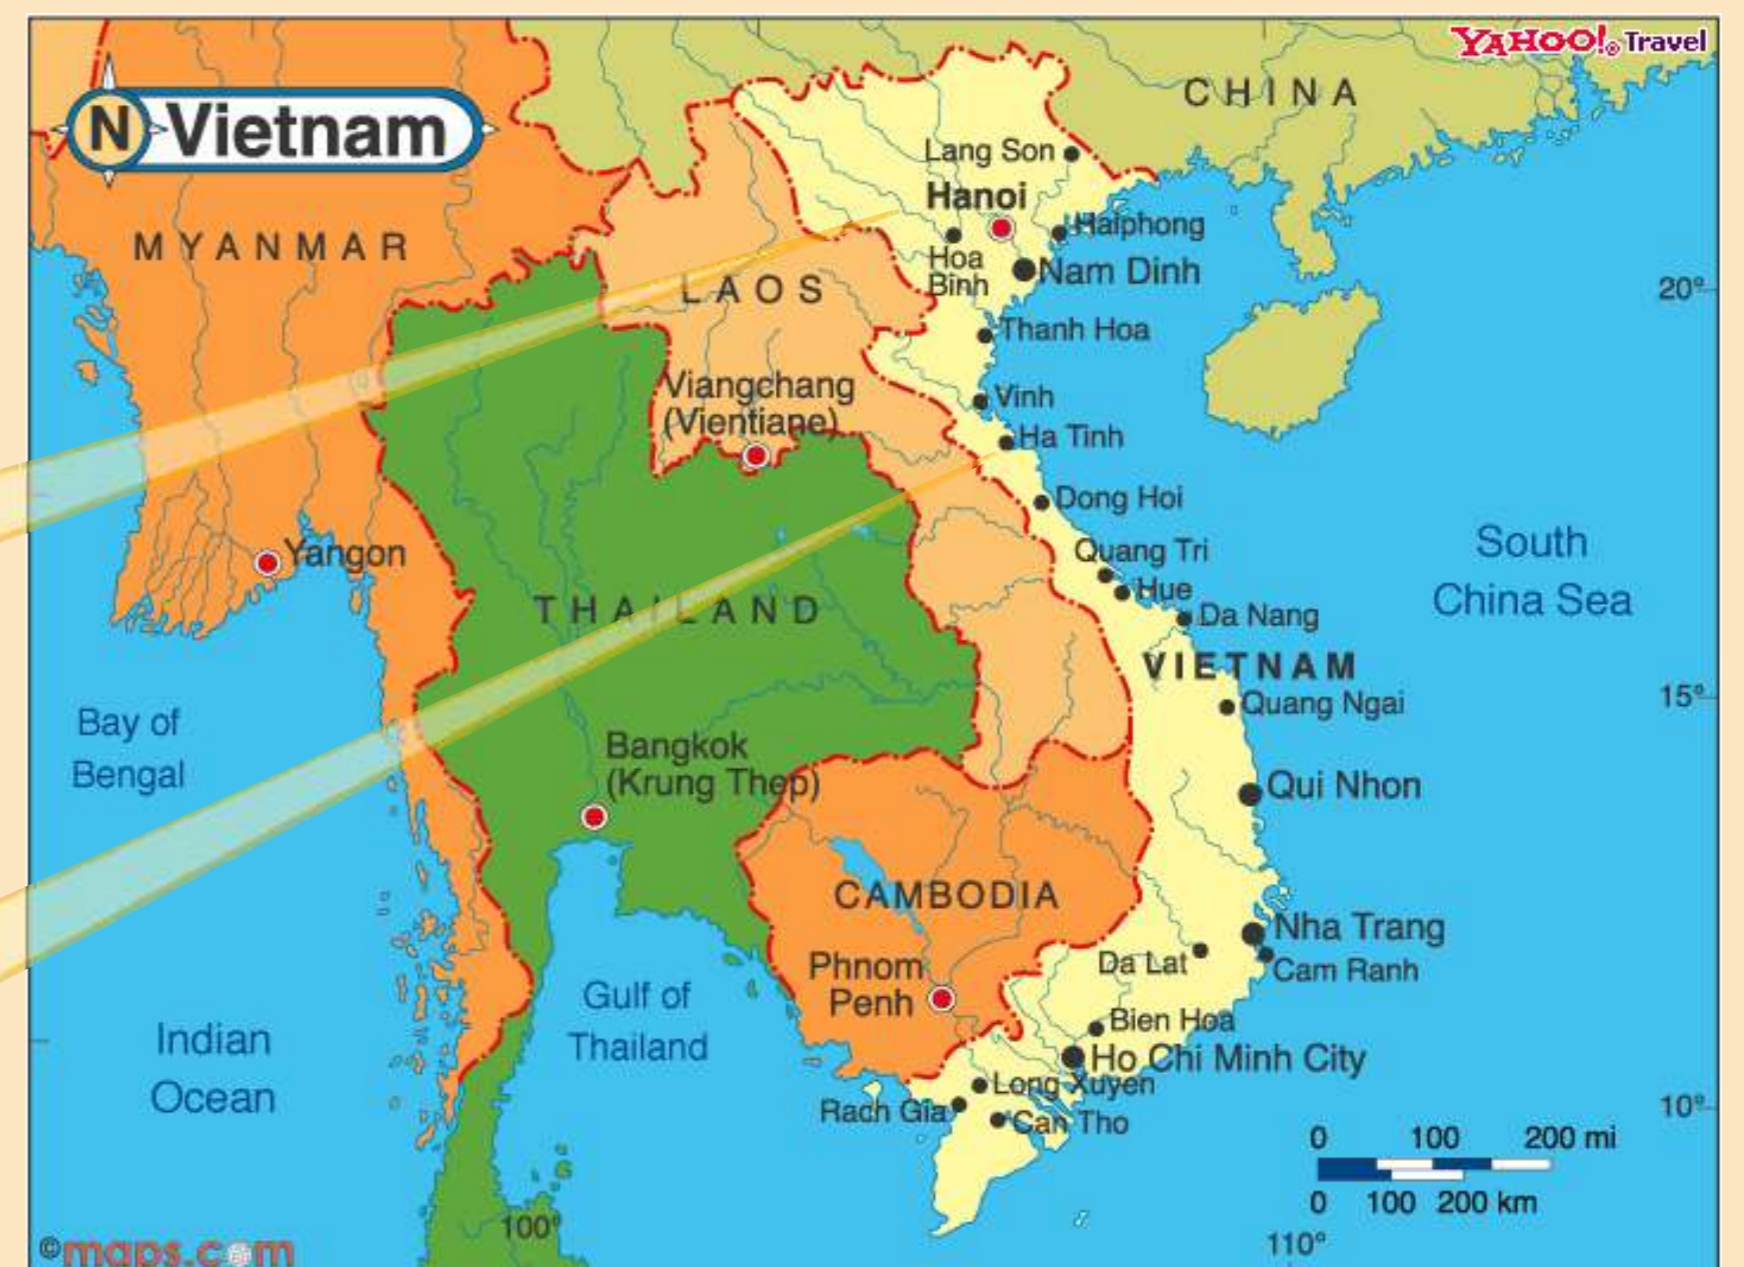 YAHOO!® Travel
N Vietnam
CHINA
Lang Son
Hanoi
Haiphong
MYANMAR
Hoa
Binh
Nam Dinh
LAOS
20°
Thanh Hoa
Viangchang
(Vientiane)
Vinh
Ha Tinh
Dong Hoi
South
China Sea
Yangon
Quang Tri
Hue
THAILAND
Da Nang
VIETNAM
15°
Quang Ngai
Bay of
Bengal
Bangkok
(Krung Thep)
Qui Nhon
CAMBODIA
Nha Trang
Da Lat
Cam Ranh
Phnom
Penh
Gulf of
Thailand
Bien Hoa
Indian
Ocean
Ho Chi Minh City
Long Xuyen
Rach Gia
Can Tho
10°
0 100 200 mi
0 100 200 km
100°
110°
©maps.com